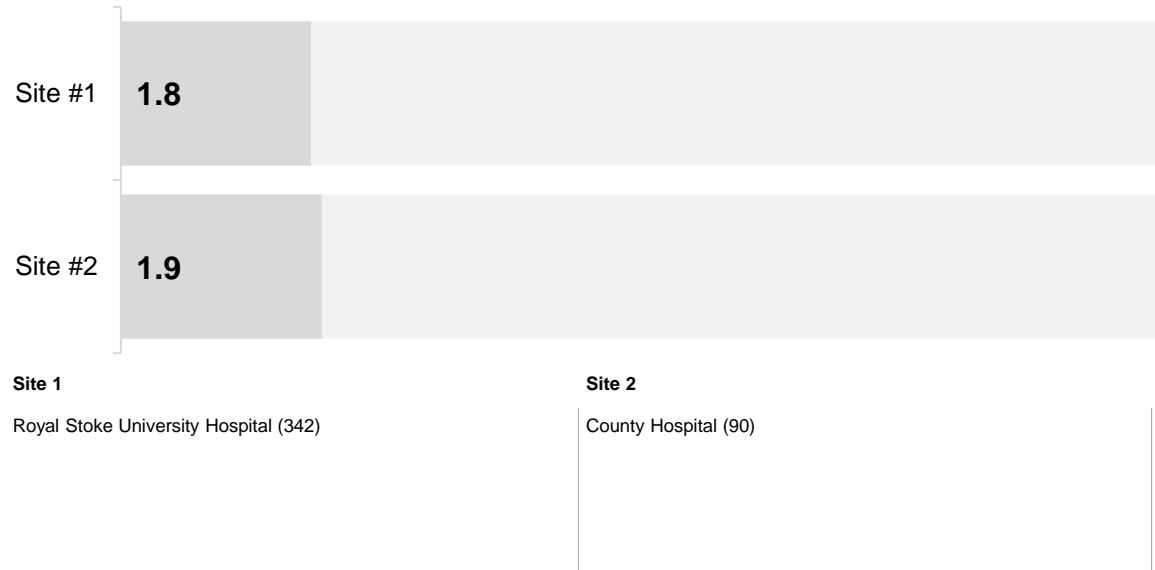 Site #1 1.8
Site #2 1.9
Site 1 Site 2
Royal Stoke University Hospital (342) County Hospital (90)